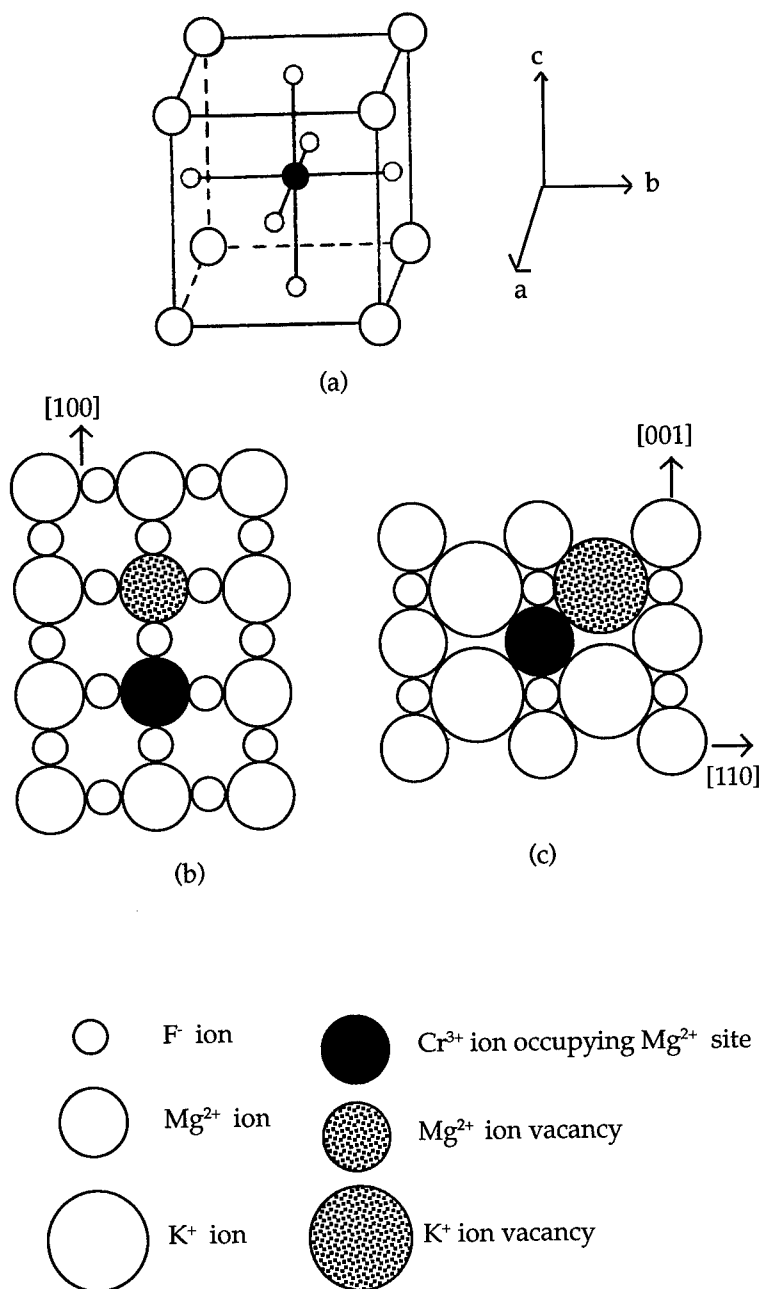 c
b
a
(a)
[100]
[001]
[110]
(b)
(c)
F- ion
Cr³⁺ ion occupying Mg²⁺ site
Mg²⁺ ion
Mg²⁺ ion vacancy
K⁺ ion
K⁺ ion vacancy